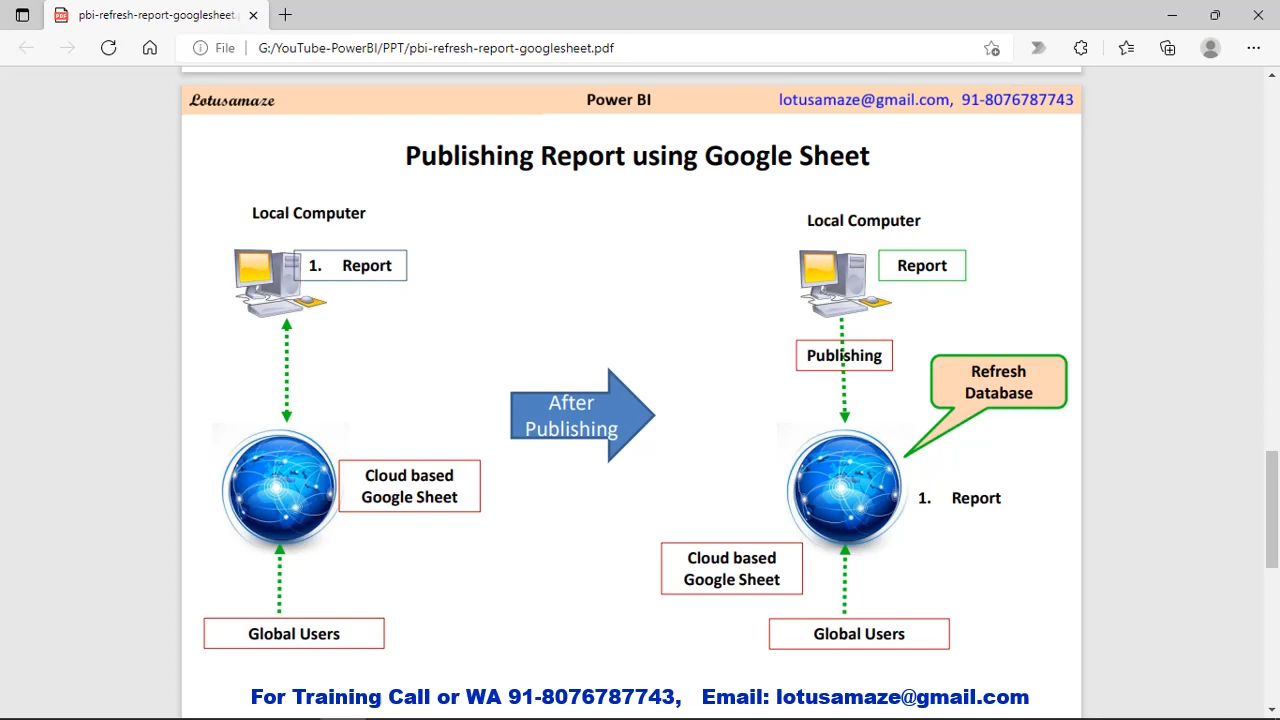 pbi-refresh-report-googlesheet.p
File
G:/YouTube-PowerBI/PPT/pbi-refresh-report-googlesheet.pdf
Lotusamaze
Power BI
lotusamaze@gmail.com, 91-8076787743
Publishing Report using Google Sheet
Local Computer
1. Report
Cloud based
Google Sheet
Global Users
After
Publishing
Local Computer
Report
Publishing
Refresh
Database
1. Report
Cloud based
Google Sheet
Global Users
For Training Call or WA 91-8076787743, Email: lotusamaze@gmail.com